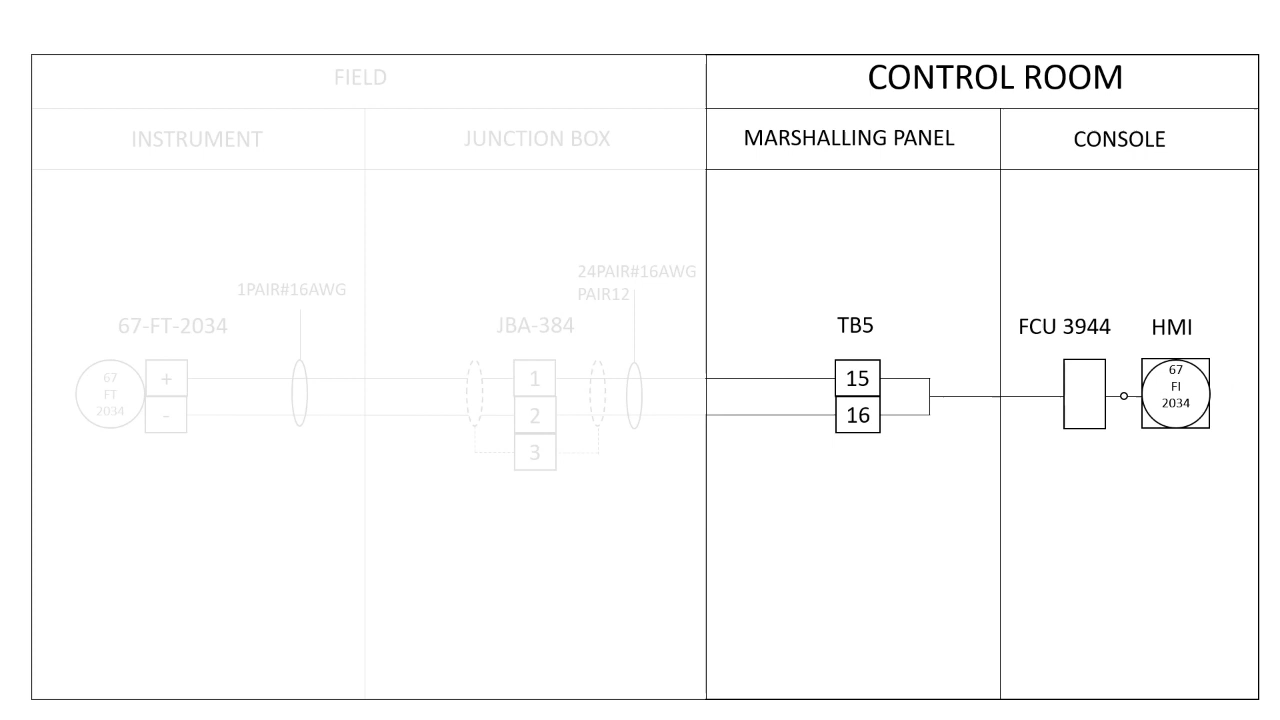 FIELD
CONTROL ROOM
INSTRUMENT
JUNCTION BOX
MARSHALLING PANEL
CONSOLE
24PAIR#16AWG
PAIR12
1PAIR#16AWG
67-FT-2034
JBA-384
TB5
FCU 3944
HMI
67
FT
2034
+
-
1
2
3
15
16
67
FI
2034